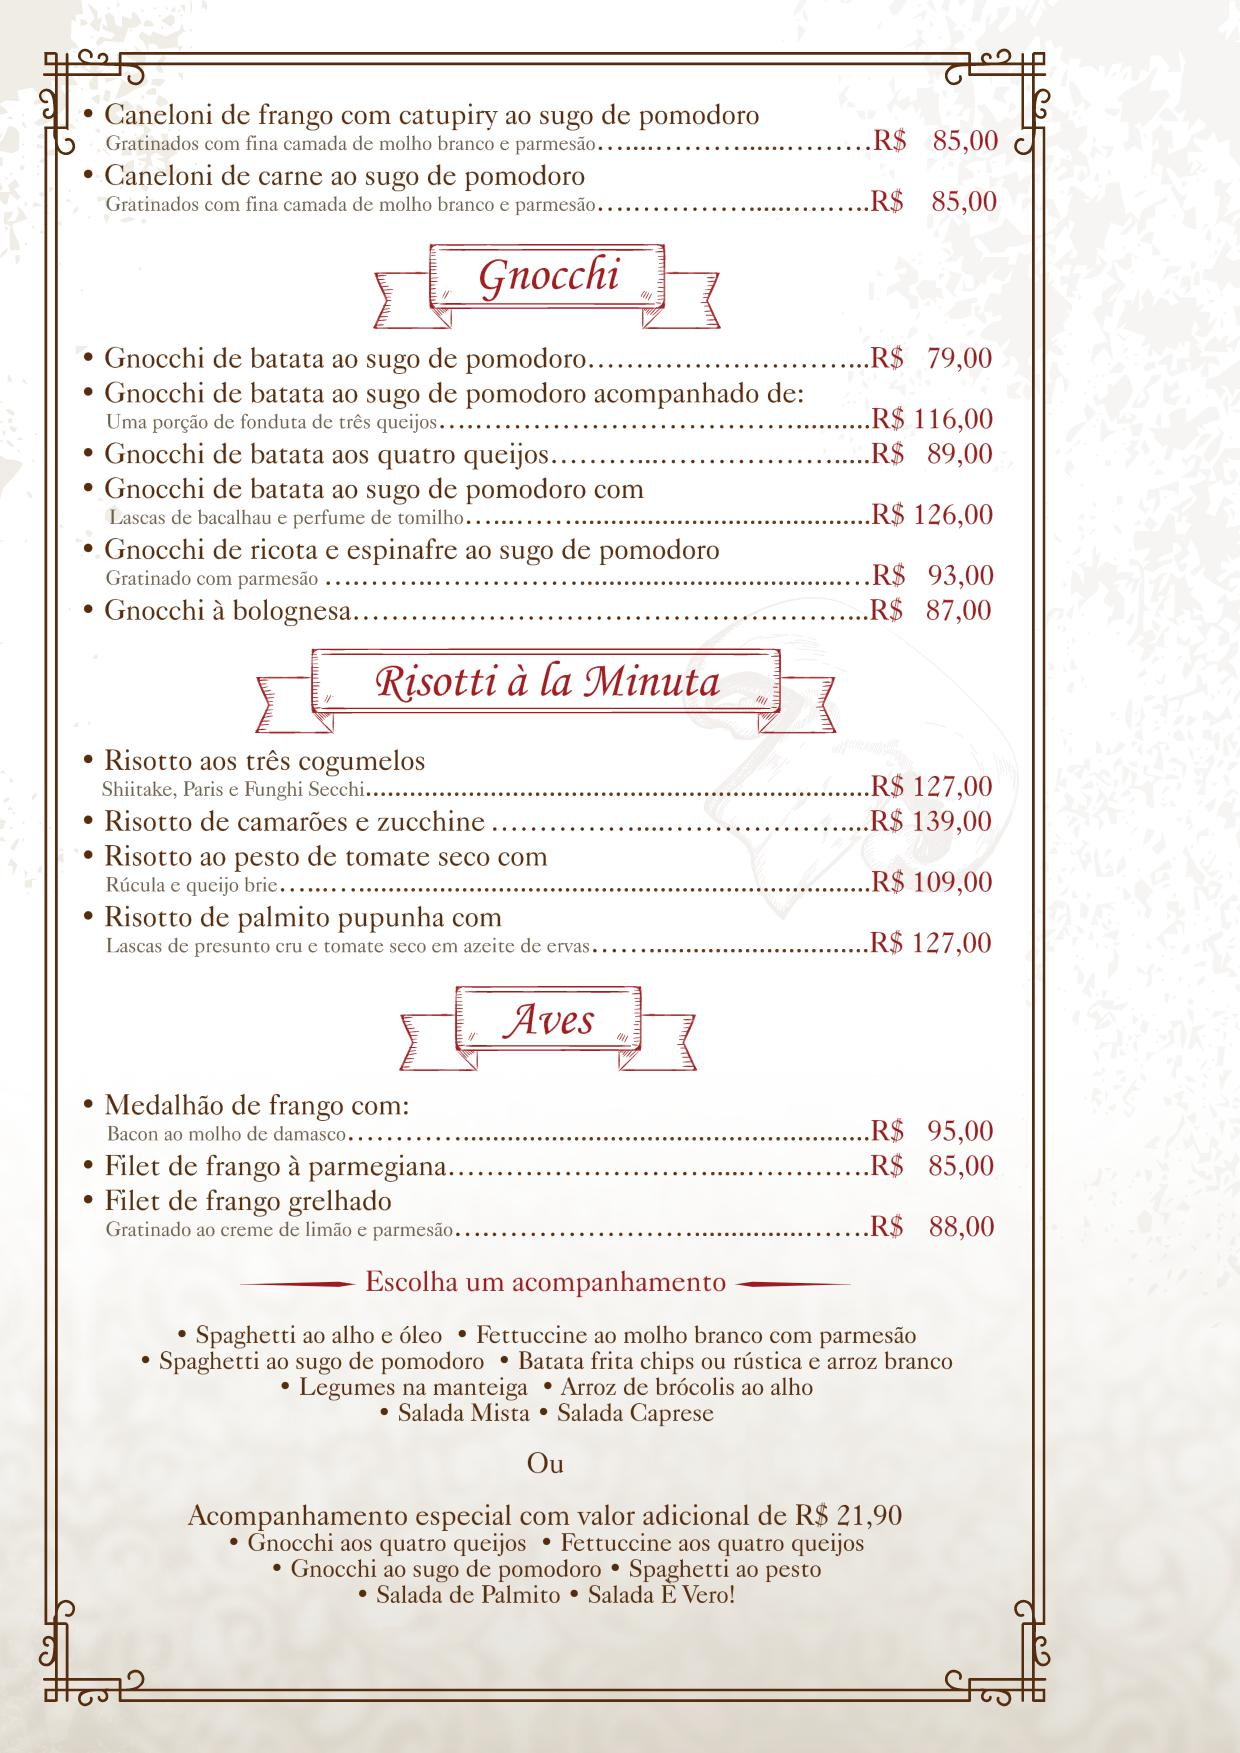 • Caneloni de frango com catupiry ao sugo de pomodoro
Gratinados com fina camada de molho branco e parmesão..............................R$ 85,00
• Caneloni de carne ao sugo de pomodoro
Gratinados com fina camada de molho branco e parmesão..............................R$ 85,00
Gnocchi
• Gnocchi de batata ao sugo de pomodoro..............................R$ 79,00
• Gnocchi de batata ao sugo de pomodoro acompanhado de:
Uma porção de fonduta de três queijos..............................R$ 116,00
• Gnocchi de batata aos quatro queijos..............................R$ 89,00
• Gnocchi de batata ao sugo de pomodoro com
Lascas de bacalhau e perfume de tomilho..............................R$ 126,00
• Gnocchi de ricota e espinafre ao sugo de pomodoro
Gratinado com parmesão ..............................R$ 93,00
• Gnocchi à bolognesa..............................R$ 87,00
Risotti à la Minuta
• Risotto aos três cogumelos
Shiitake, Paris e Funghi Secchi..............................R$ 127,00
• Risotto de camarões e zucchine ..............................R$ 139,00
• Risotto ao pesto de tomate seco com
Rúcula e queijo brie..............................R$ 109,00
• Risotto de palmito pupunha com
Lascas de presunto cru e tomate seco em azeite de ervas..............................R$ 127,00
Aves
• Medalhão de frango com:
Bacon ao molho de damasco..............................R$ 95,00
• Filet de frango à parmegiana..............................R$ 85,00
• Filet de frango grelhado
Gratinado ao creme de limão e parmesão..............................R$ 88,00
Escolha um acompanhamento
• Spaghetti ao alho e óleo • Fettuccine ao molho branco com parmesão
• Spaghetti ao sugo de pomodoro • Batata frita chips ou rústica e arroz branco
• Legumes na manteiga • Arroz de brócolis ao alho
• Salada Mista • Salada Caprese
Ou
Acompanhamento especial com valor adicional de R$ 21,90
• Gnocchi aos quatro queijos • Fettuccine aos quatro queijos
• Gnocchi ao sugo de pomodoro • Spaghetti ao pesto
• Salada de Palmito • Salada È Vero!